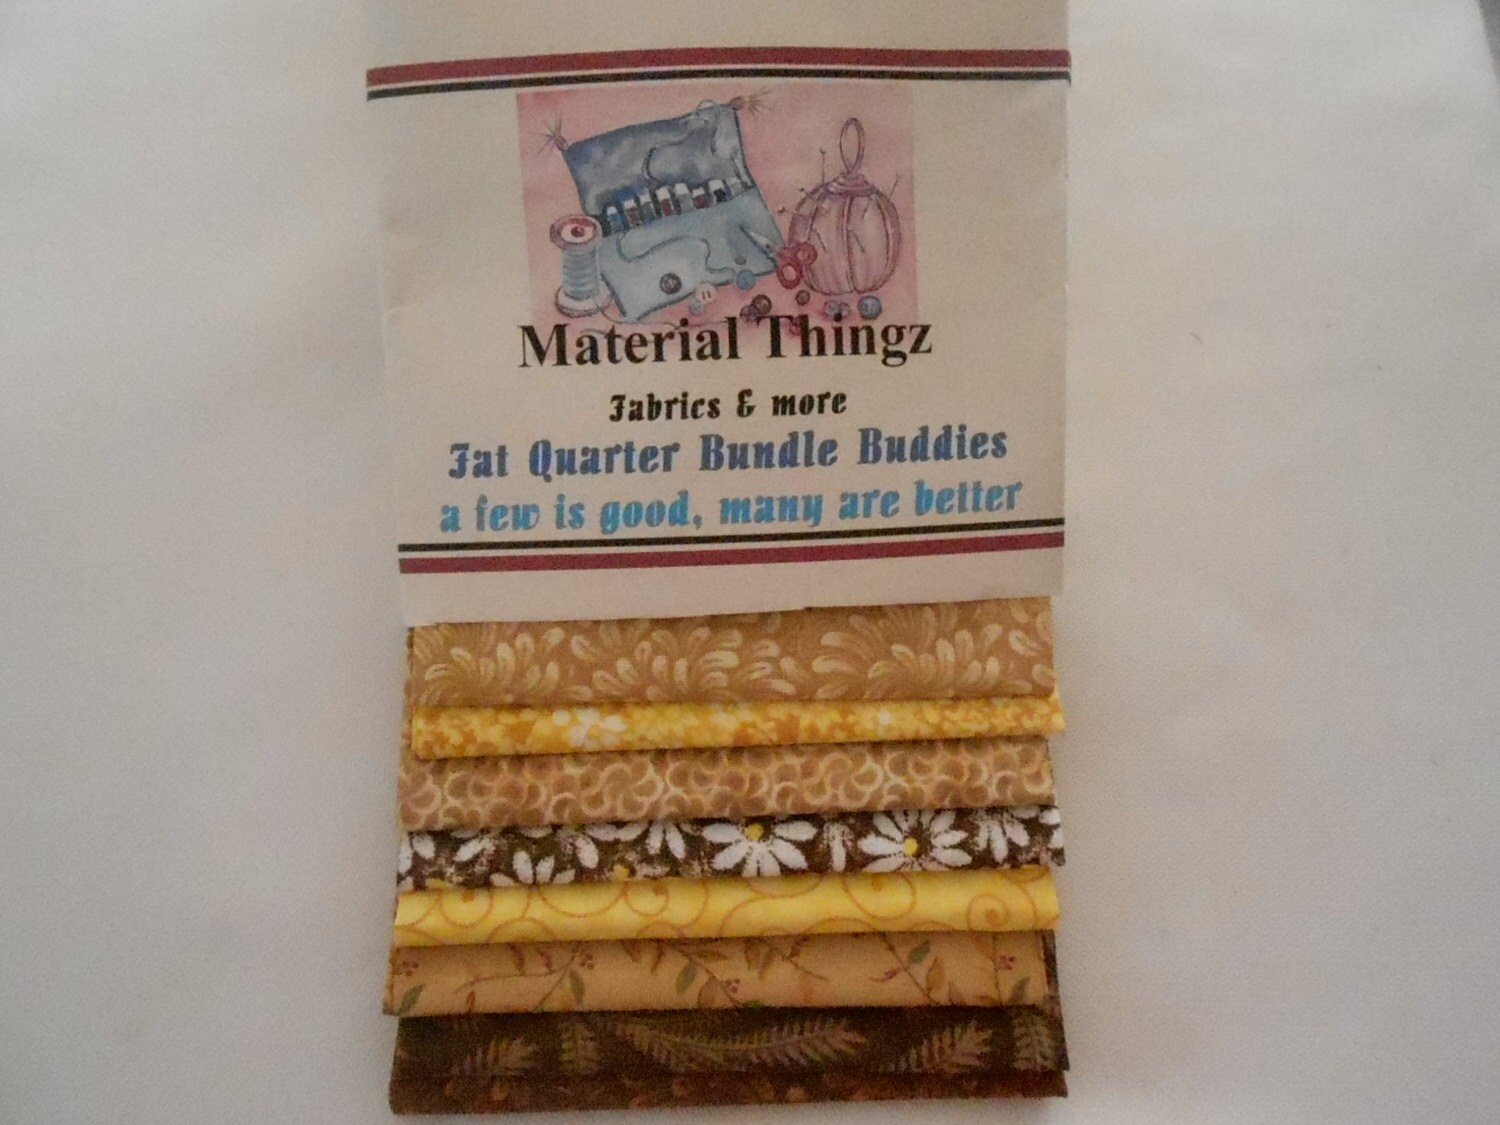 Material Thingz
Fabrics & more
Fat Quarter Bundle Buddies
a few is good, many are better